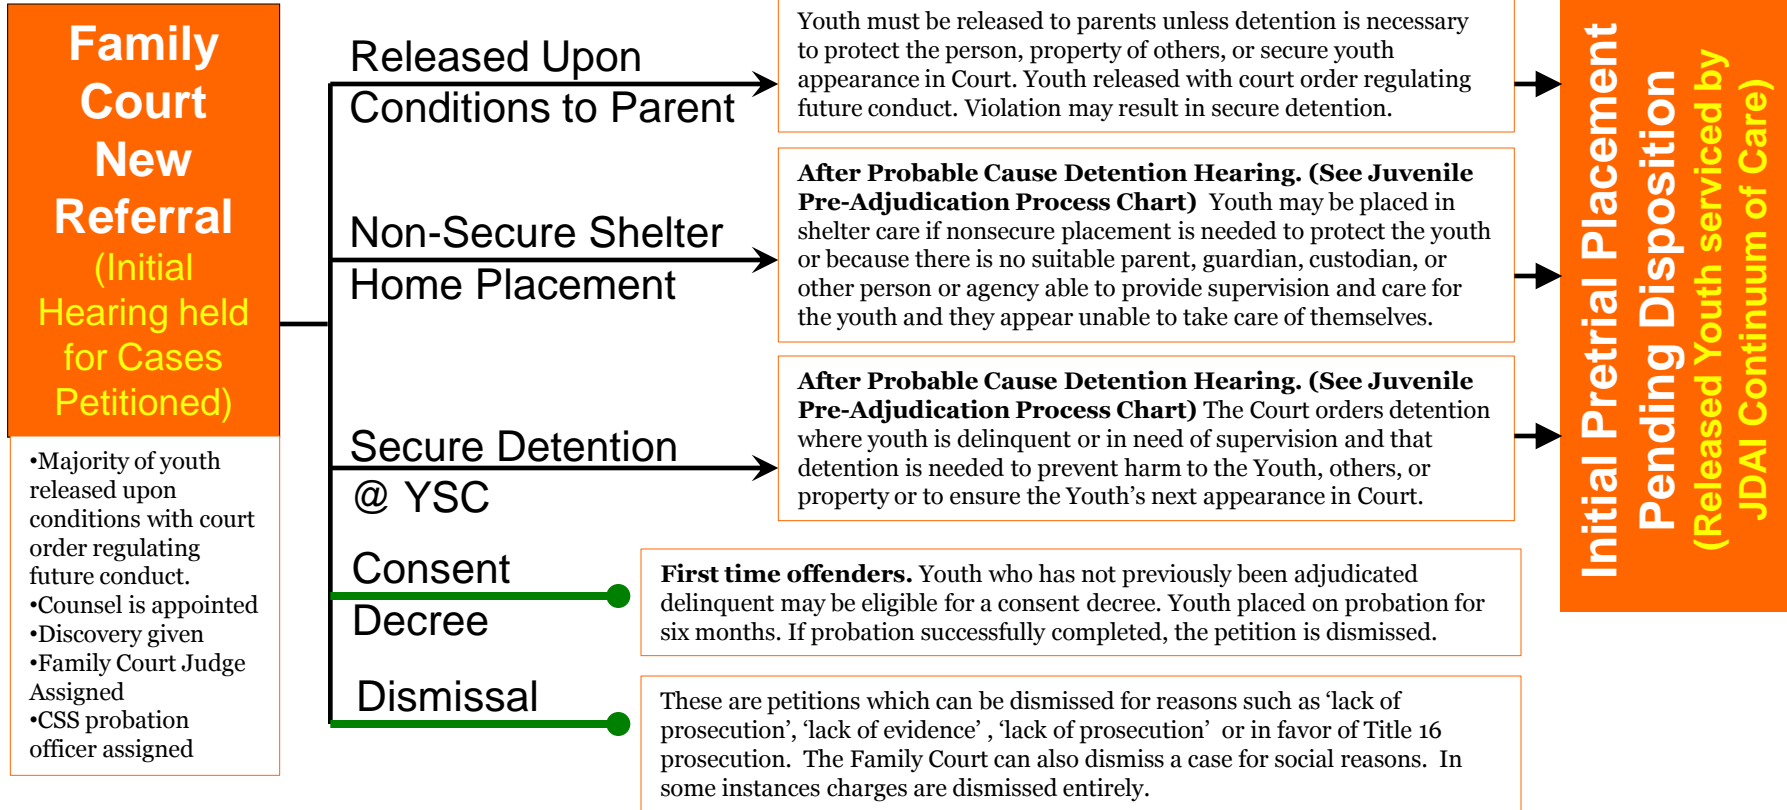 Family
Court
New
Referral
(Initial
Hearing held
for Cases
Petitioned)
•Majority of youth
released upon
conditions with court
order regulating
future conduct.
•Counsel is appointed
•Discovery given
•Family Court Judge
Assigned
•CSS probation
officer assigned
Released Upon
Conditions to Parent
Youth must be released to parents unless detention is necessary
to protect the person, property of others, or secure youth
appearance in Court. Youth released with court order regulating
future conduct. Violation may result in secure detention.
Non-Secure Shelter
Home Placement
After Probable Cause Detention Hearing. (See Juvenile
Pre-Adjudication Process Chart) Youth may be placed in
shelter care if nonsecure placement is needed to protect the youth
or because there is no suitable parent, guardian, custodian, or
other person or agency able to provide supervision and care for
the youth and they appear unable to take care of themselves.
Secure Detention
@ YSC
After Probable Cause Detention Hearing. (See Juvenile
Pre-Adjudication Process Chart) The Court orders detention
where youth is delinquent or in need of supervision and that
detention is needed to prevent harm to the Youth, others, or
property or to ensure the Youth’s next appearance in Court.
Consent
Decree
First time offenders. Youth who has not previously been adjudicated
delinquent may be eligible for a consent decree. Youth placed on probation for
six months. If probation successfully completed, the petition is dismissed.
Dismissal
These are petitions which can be dismissed for reasons such as ‘lack of
prosecution’, ‘lack of evidence’ , ‘lack of prosecution’ or in favor of Title 16
prosecution. The Family Court can also dismiss a case for social reasons. In
some instances charges are dismissed entirely.
Initial Pretrial Placement
Pending Disposition
(Released Youth serviced by
JDAI Continuum of Care)